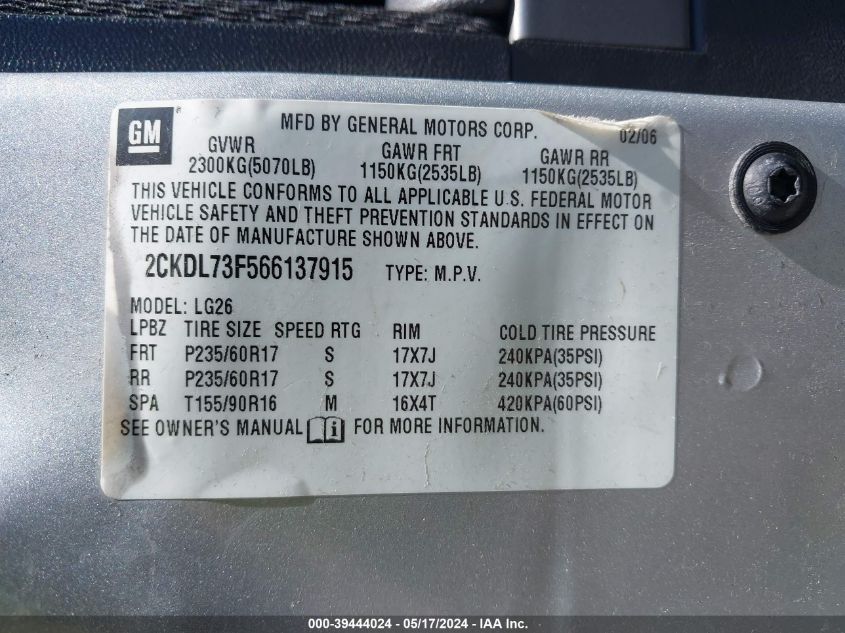 GM
MFD BY GENERAL MOTORS CORP. 02/06
GVWR GAWR FRT GAWR RR
2300KG(5070LB) 1150KG(2535LB) 1150KG(2535LB)
THIS VEHICLE CONFORMS TO ALL APPLICABLE U.S. FEDERAL MOTOR
VEHICLE SAFETY AND THEFT PREVENTION STANDARDS IN EFFECT ON
THE DATE OF MANUFACTURE SHOWN ABOVE.
2CKDL73F566137915 TYPE: M.P.V.
MODEL: LG26
LPBZ TIRE SIZE SPEED RTG RIM COLD TIRE PRESSURE
FRT P235/60R17 S 17X7J 240KPA(35PSI)
RR P235/60R17 S 17X7J 240KPA(35PSI)
SPA T155/90R16 M 16X4T 420KPA(60PSI)
SEE OWNER'S MANUAL FOR MORE INFORMATION.
000-39444024 - 05/17/2024 - IAA Inc.